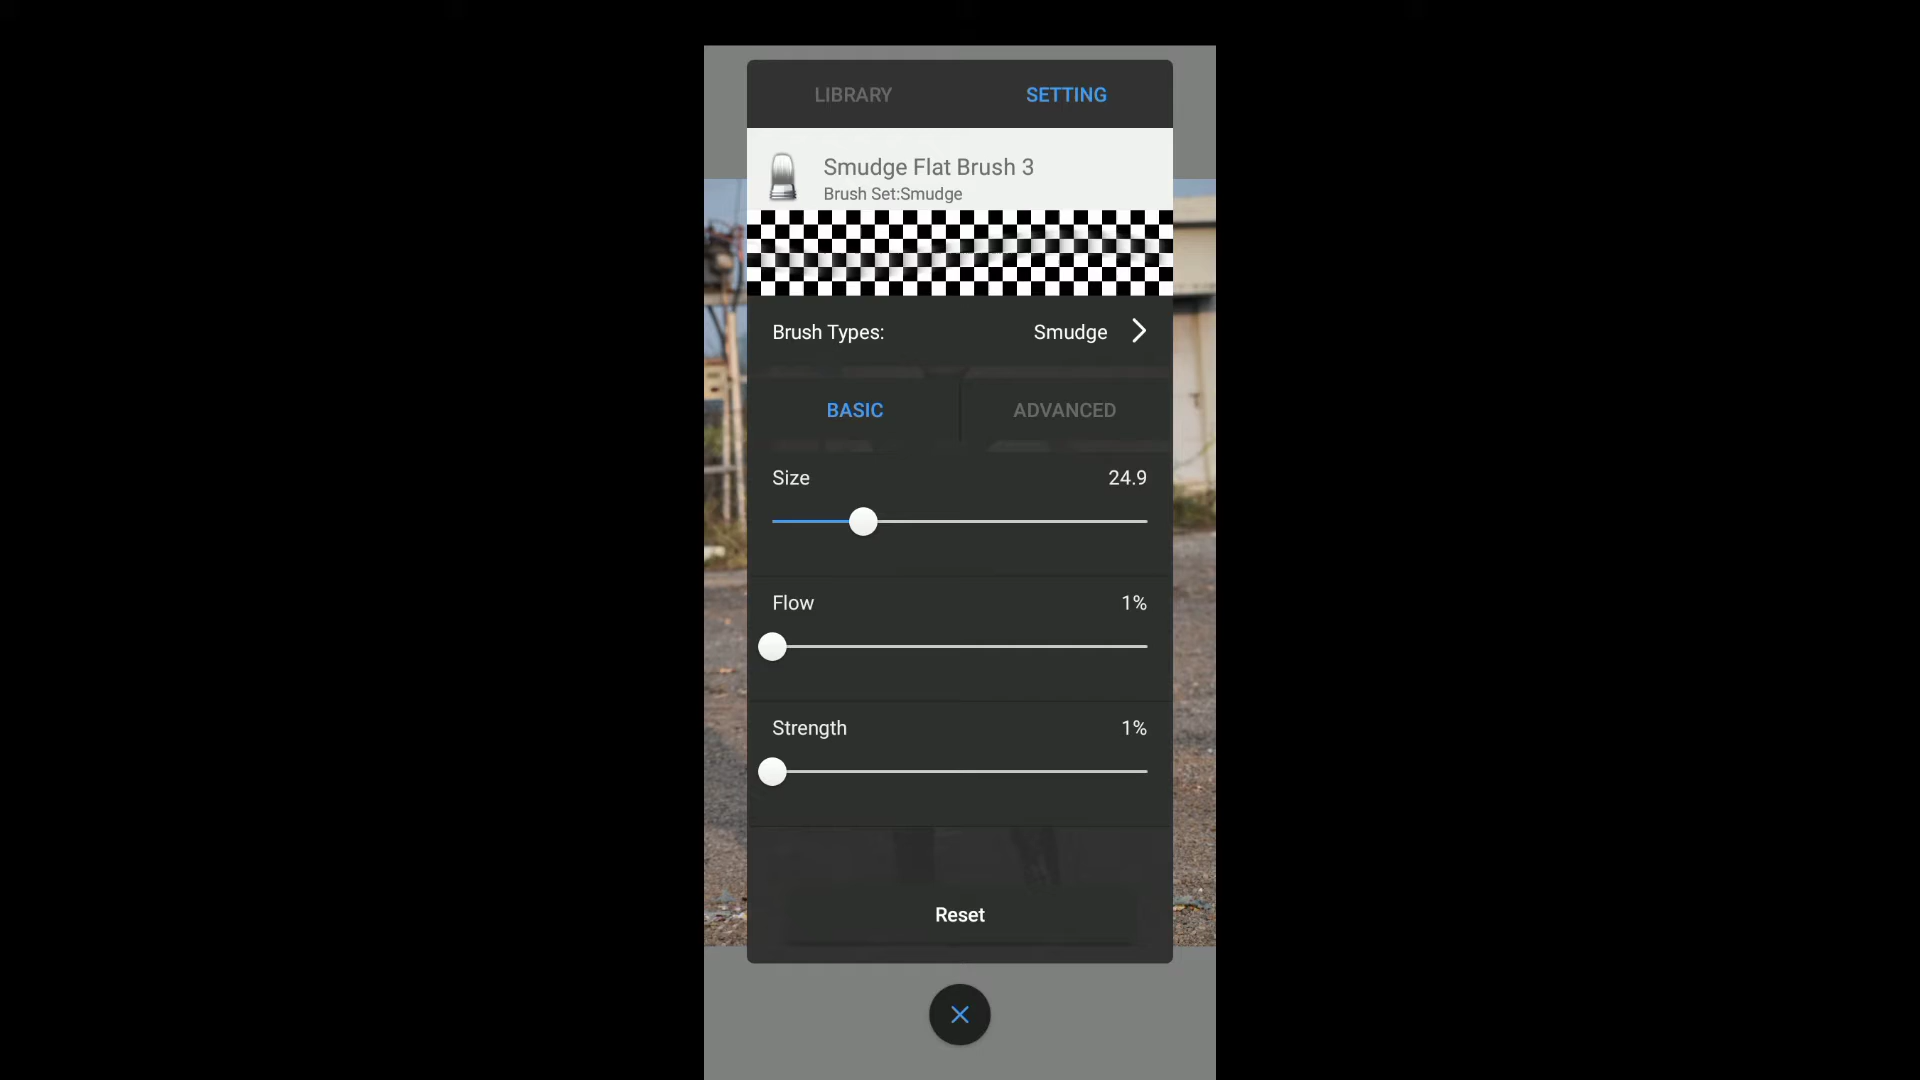 LIBRARY SETTING
Smudge Flat Brush 3
Brush Set:Smudge
Brush Types: Smudge
BASIC ADVANCED
Size 24.9
Flow 1%
Strength 1%
Reset